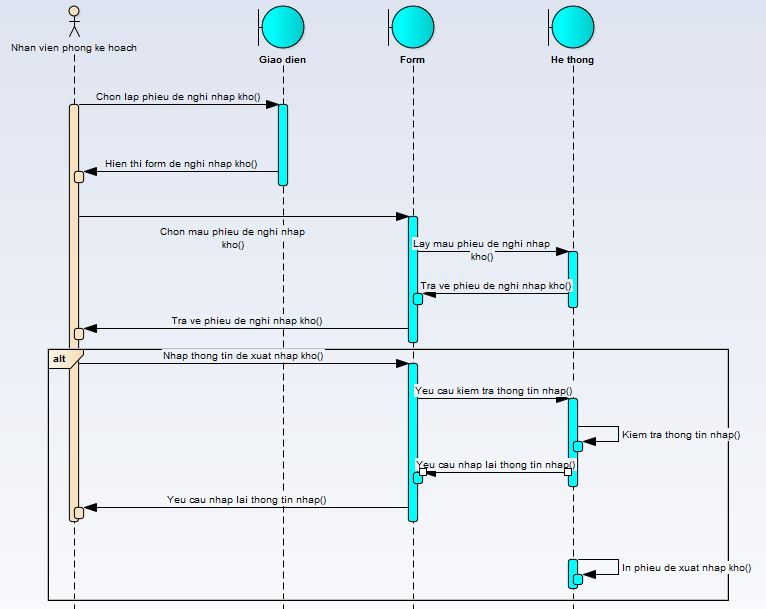 Nhan vien phong ke hoach
Giao dien
Form
He thong
Chon lap phieu de nghi nhap kho()
Hien thi form de nghi nhap kho()
Chon mau phieu de nghi nhap
kho()
Lay mau phieu de nghi nhap
kho()
Tra ve phieu de nghi nhap kho()
Tra ve phieu de nghi nhap kho()
alt
Nhap thong tin de xuat nhap kho()
Yeu cau kiem tra thong tin nhap()
Kiem tra thong tin nhap()
Yeu cau nhap lai thong tin nhap()
Yeu cau nhap lai thong tin nhap()
In phieu de xuat nhap kho()